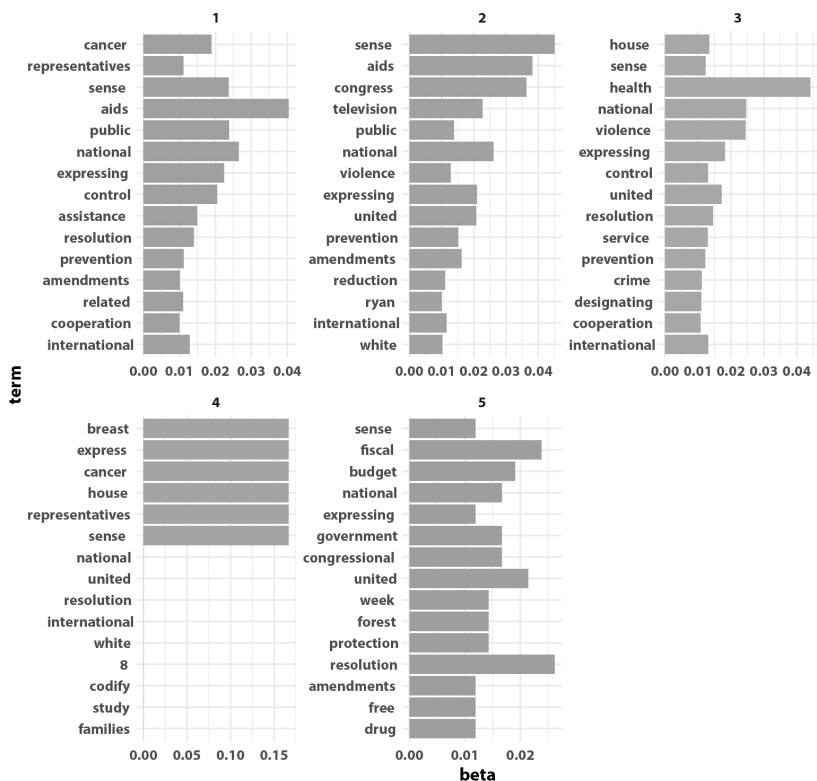 1
cancer
representatives
sense
aids
public
national
expressing
control
assistance
resolution
prevention
amendments
related
cooperation
international
0.00 0.01 0.02 0.03 0.04
2
sense
aids
congress
television
public
national
violence
expressing
united
prevention
amendments
reduction
ryan
international
white
0.00 0.01 0.02 0.03 0.04
3
house
sense
health
national
violence
expressing
control
united
resolution
service
prevention
crime
designating
cooperation
international
0.00 0.01 0.02 0.03 0.04
term
4
breast
express
cancer
house
representatives
sense
national
united
resolution
international
white
8
codify
study
families
0.00 0.05 0.10 0.15
5
sense
fiscal
budget
national
expressing
government
congressional
united
week
forest
protection
resolution
amendments
free
drug
0.00 0.01 0.02
beta